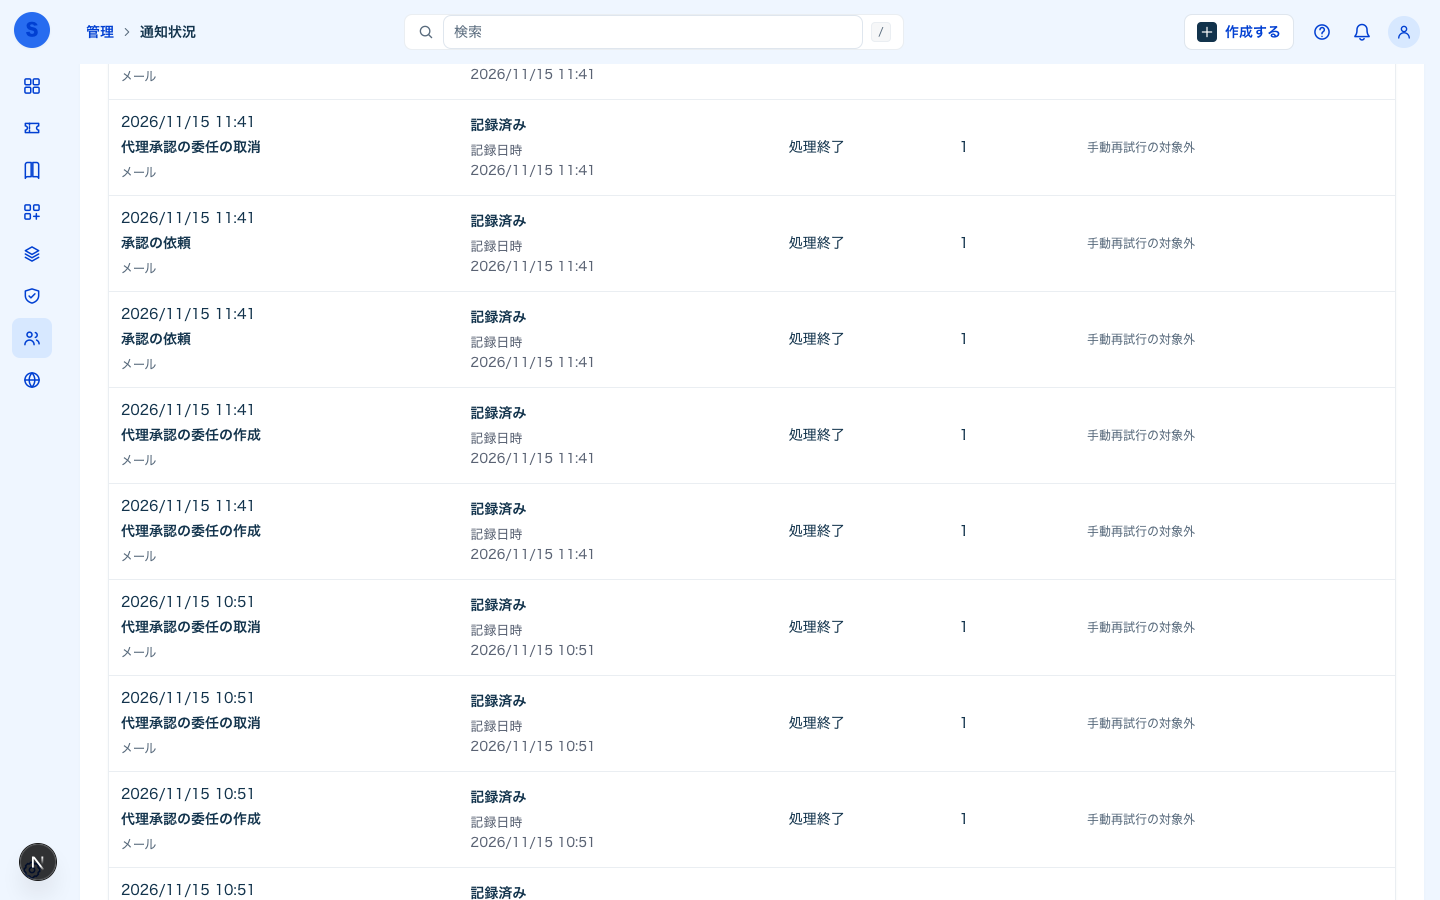 S
管理
通知状況
検索
/
作成する
メール
2026/11/15 11:41
2026/11/15 11:41
代理承認の委任の取消
メール
記録済み
記録日時
2026/11/15 11:41
処理終了
1
手動再試行の対象外
2026/11/15 11:41
承認の依頼
メール
記録済み
記録日時
2026/11/15 11:41
処理終了
1
手動再試行の対象外
2026/11/15 11:41
承認の依頼
メール
記録済み
記録日時
2026/11/15 11:41
処理終了
1
手動再試行の対象外
2026/11/15 11:41
代理承認の委任の作成
メール
記録済み
記録日時
2026/11/15 11:41
処理終了
1
手動再試行の対象外
2026/11/15 11:41
代理承認の委任の作成
メール
記録済み
記録日時
2026/11/15 11:41
処理終了
1
手動再試行の対象外
2026/11/15 10:51
代理承認の委任の取消
メール
記録済み
記録日時
2026/11/15 10:51
処理終了
1
手動再試行の対象外
2026/11/15 10:51
代理承認の委任の取消
メール
記録済み
記録日時
2026/11/15 10:51
処理終了
1
手動再試行の対象外
2026/11/15 10:51
代理承認の委任の作成
メール
記録済み
記録日時
2026/11/15 10:51
処理終了
1
手動再試行の対象外
2026/11/15 10:51
記録済み
N